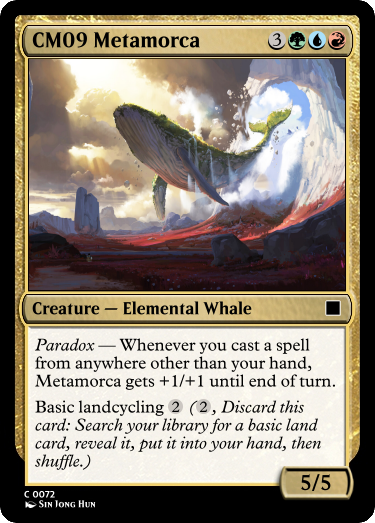 CM09 Metamorca
3
Creature — Elemental Whale
Paradox — Whenever you cast a spell
from anywhere other than your hand,
Metamorca gets +1/+1 until end of turn.
Basic landcycling 2 (2, Discard this
card: Search your library for a basic land
card, reveal it, put it into your hand, then
shuffle.)
5/5
C 0072
Sin Jong Hun